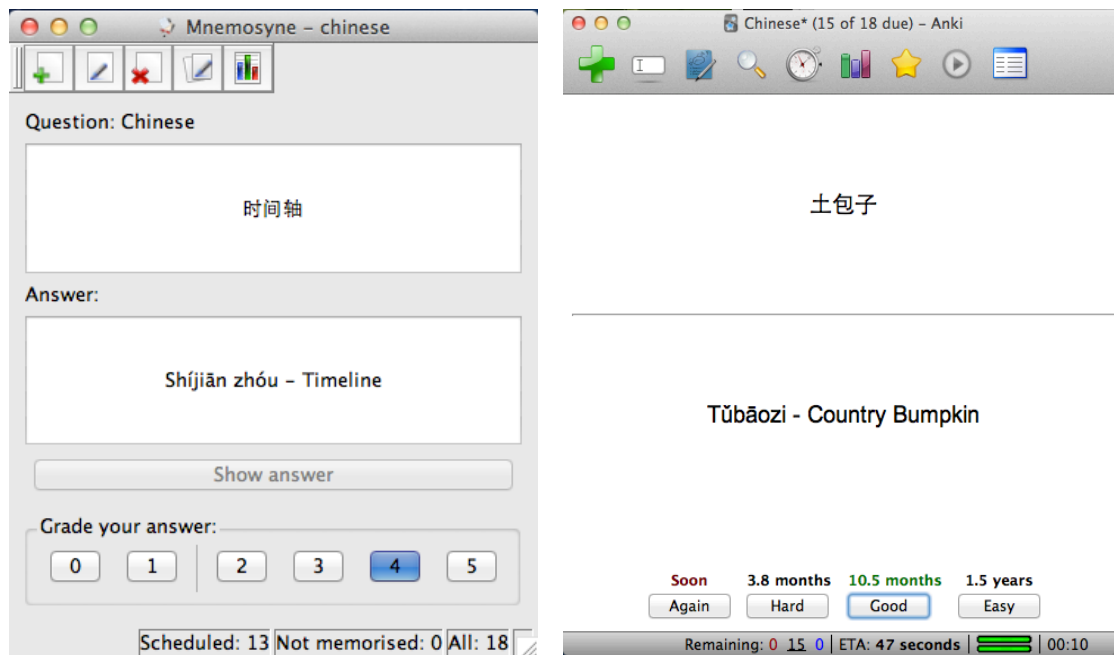 Mnemosyne – chinese
Question: Chinese
时间轴
Answer:
Shíjiān zhóu – Timeline
Show answer
Grade your answer:
0 1 2 3 4 5
Scheduled: 13 Not memorised: 0 All: 18
Chinese* (15 of 18 due) – Anki
土包子
Tǔbāozi - Country Bumpkin
Soon 3.8 months 10.5 months 1.5 years
Again Hard Good Easy
Remaining: 0 15 0 ETA: 47 seconds 00:10